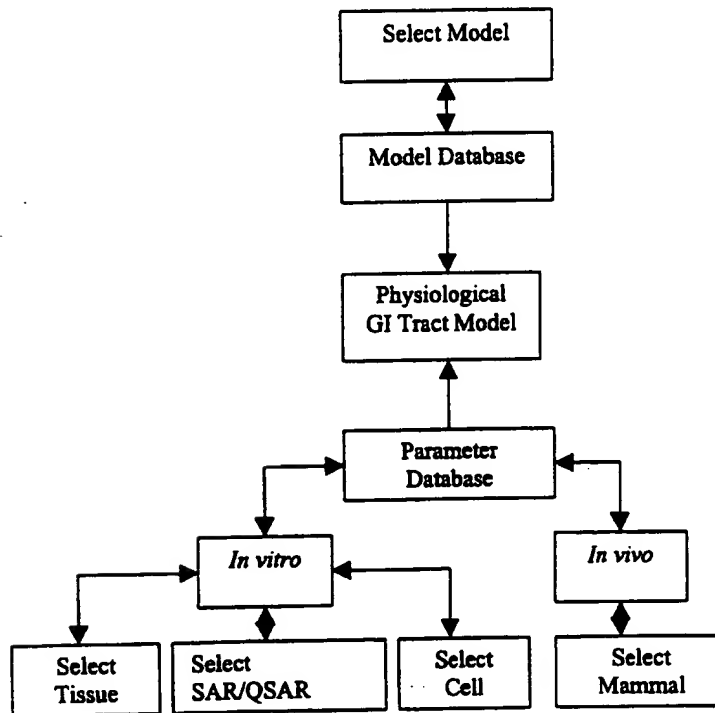 Select Model
Model Database
Physiological
GI Tract Model
Parameter
Database
In vitro
In vivo
Select
Tissue
Select
SAR/QSAR
Select
Cell
Select
Mammal